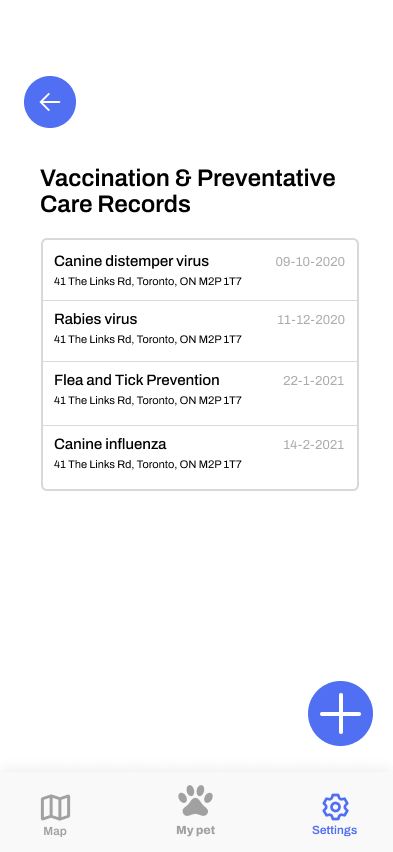 Vaccination & Preventative
Care Records
Canine distemper virus 09-10-2020
41 The Links Rd, Toronto, ON M2P 1T7
Rabies virus 11-12-2020
41 The Links Rd, Toronto, ON M2P 1T7
Flea and Tick Prevention 22-1-2021
41 The Links Rd, Toronto, ON M2P 1T7
Canine influenza 14-2-2021
41 The Links Rd, Toronto, ON M2P 1T7
Map My pet Settings